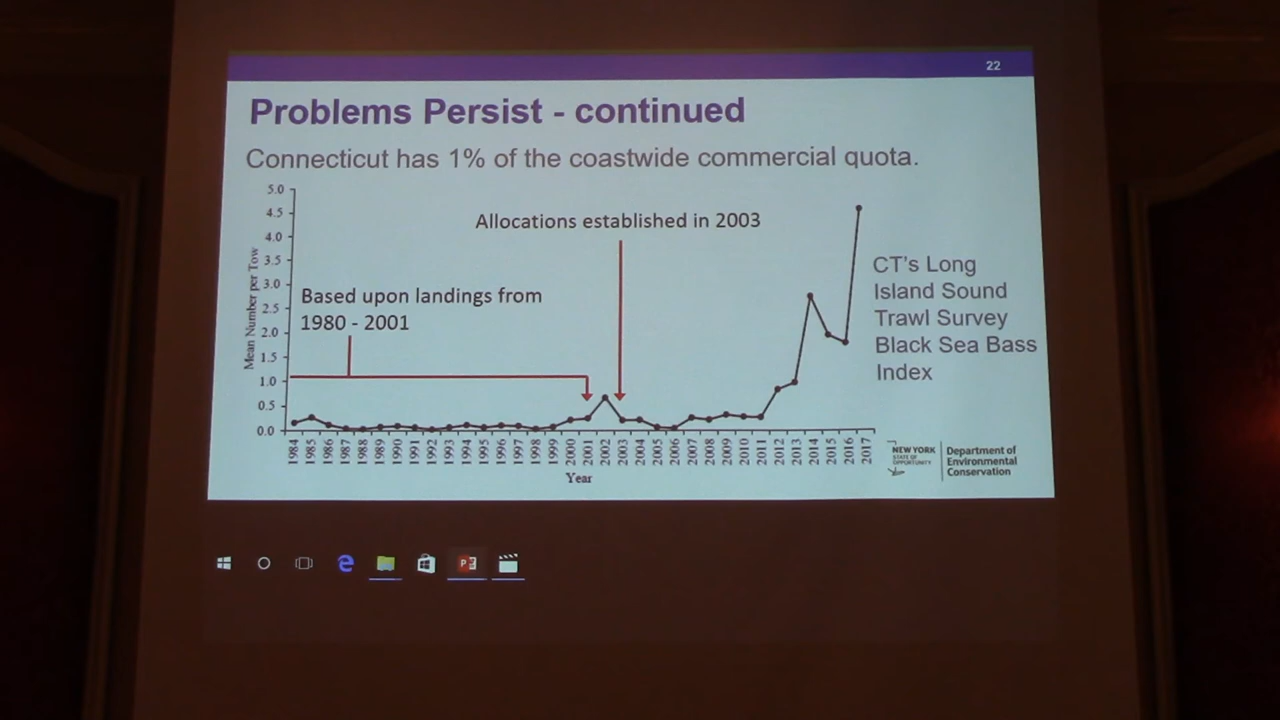 22
Problems Persist - continued
Connecticut has 1% of the coastwide commercial quota.
5.0
4.5
4.0
3.5
3.0
2.5
2.0
1.5
1.0
0.5
0.0
Mean Number per Tow
Allocations established in 2003
Based upon landings from
1980 - 2001
CT's Long
Island Sound
Trawl Survey
Black Sea Bass
Index
1984 1985 1986 1987 1988 1989 1990 1991 1992 1993 1994 1995 1996 1997 1998 1999 2000 2001 2002 2003 2004 2005 2006 2007 2008 2009 2010 2011 2012 2013 2014 2015 2016 2017
Year
NEW YORK
STATE OF
OPPORTUNITY
Department of
Environmental
Conservation
e
P